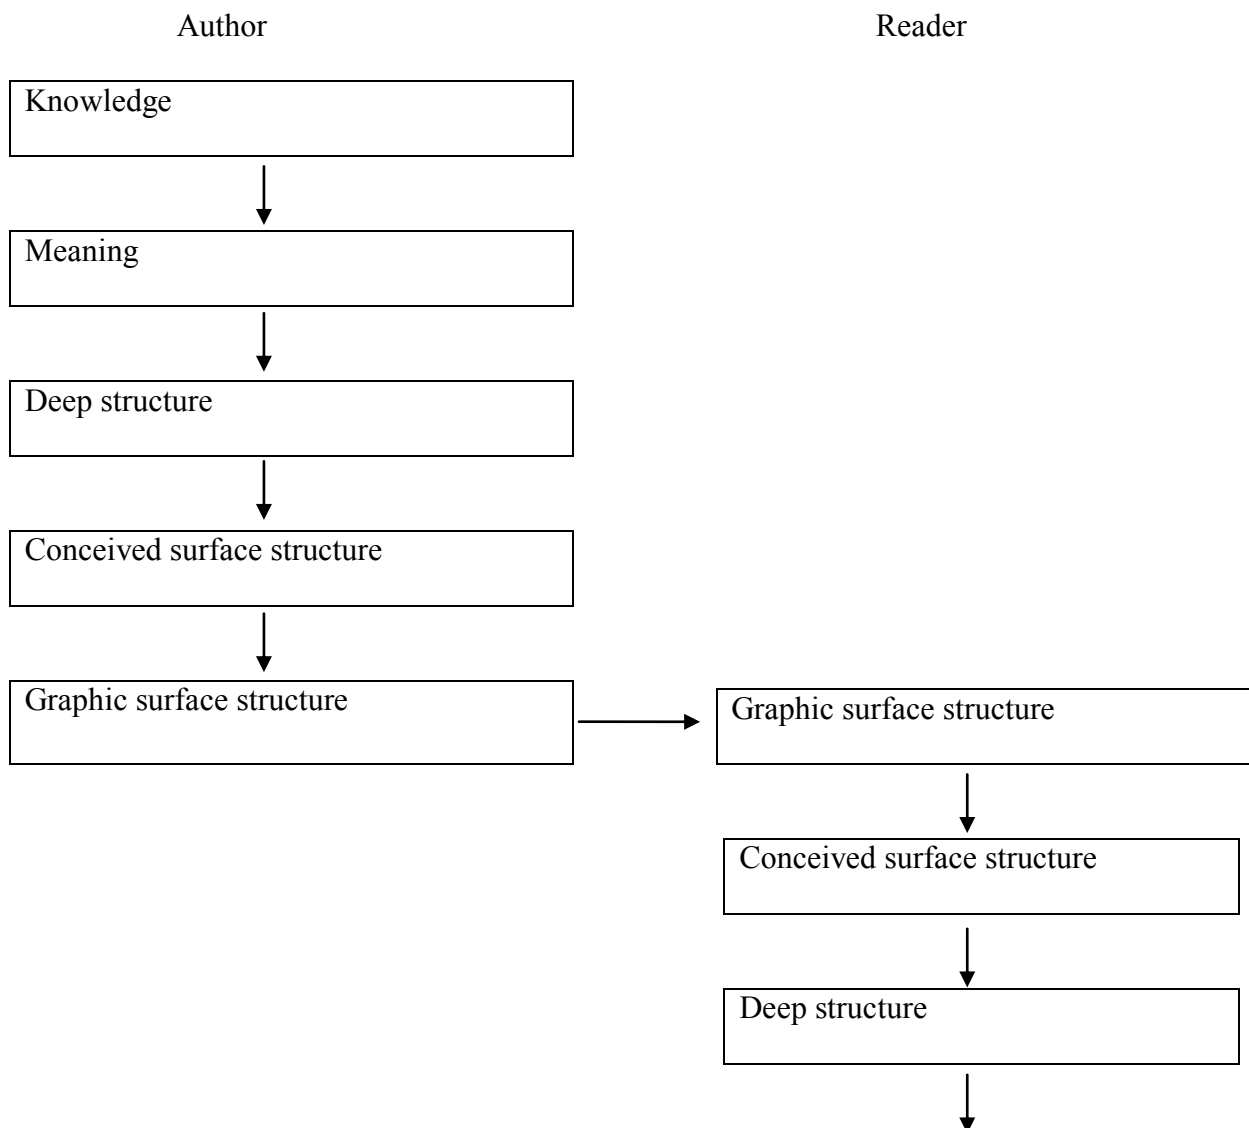 Author
Reader
Knowledge
Meaning
Deep structure
Conceived surface structure
Graphic surface structure
Graphic surface structure
Conceived surface structure
Deep structure